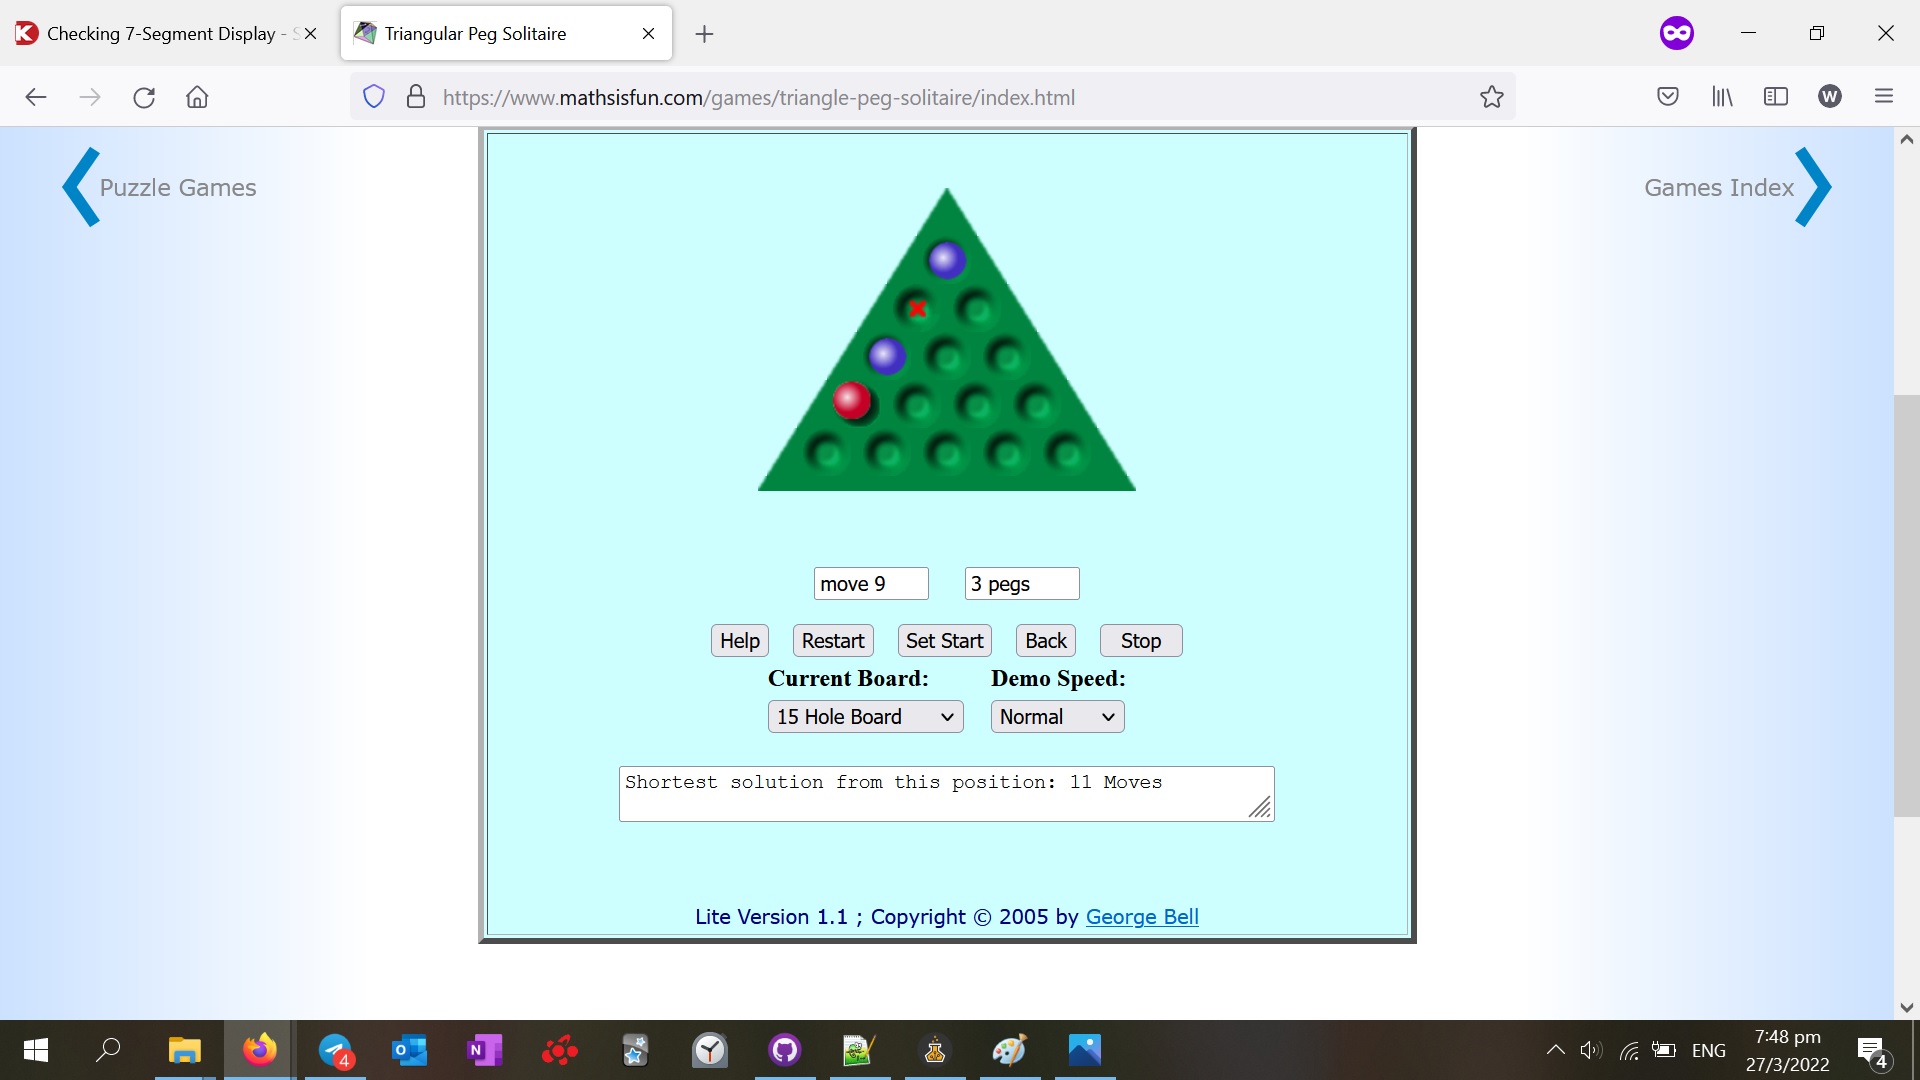 Checking 7-Segment Display - S
Triangular Peg Solitaire
https://www.mathsisfun.com/games/triangle-peg-solitaire/index.html
W
Puzzle Games
Games Index
move 9
3 pegs
Help
Restart
Set Start
Back
Stop
Current Board:
Demo Speed:
15 Hole Board
Normal
Shortest solution from this position: 11 Moves
Lite Version 1.1 ; Copyright © 2005 by George Bell
4
ENG
7:48 pm
27/3/2022
4